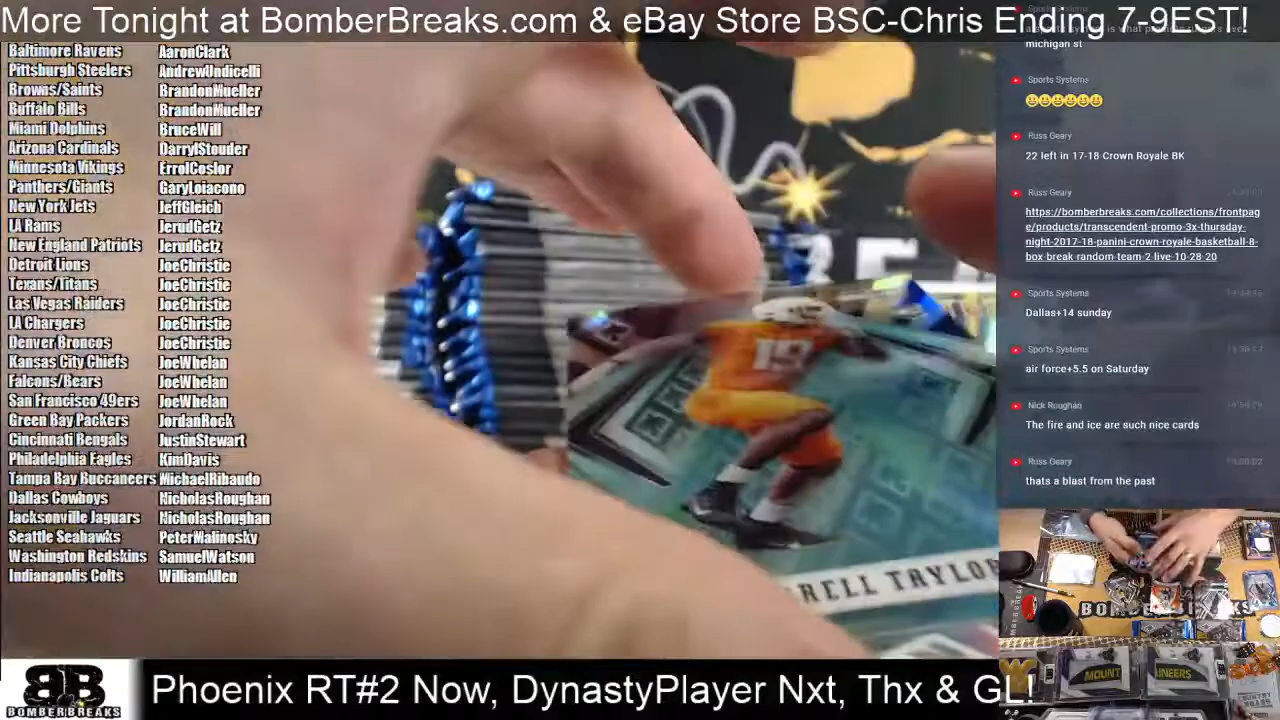 More Tonight at BomberBreaks.com & eBay Store BSC-Chris Ending 7-9EST!
Baltimore Ravens AaronClark
Pittsburgh Steelers AndrewUndicelli
Browns/Saints BrandonMueller
Buffalo Bills BrandonMueller
Miami Dolphins BruceWill
Arizona Cardinals DarrylStouder
Minnesota Vikings ErrolCoslor
Panthers/Giants GaryLoiacono
New York Jets JeffGleich
LA Rams JerudGetz
New England Patriots JerudGetz
Detroit Lions JoeChristie
Texans/Titans JoeChristie
Las Vegas Raiders JoeChristie
LA Chargers JoeChristie
Denver Broncos JoeChristie
Kansas City Chiefs JoeWhelan
Falcons/Bears JoeWhelan
San Francisco 49ers JoeWhelan
Green Bay Packers JordanRock
Cincinnati Bengals JustinStewart
Philadelphia Eagles KimDavis
Tampa Bay Buccaneers MichaelRibaudo
Dallas Cowboys NicholasRoughan
Jacksonville Jaguars NicholasRoughan
Seattle Seahawks PeterMalinosky
Washington Redskins SamuelWatson
Indianapolis Colts WilliamAllen
19
RRELL TAYLOR
michigan st
Sports Systems
Russ Geary
22 left in 17-18 Crown Royale BK
Russ Geary
https://bomberbreaks.com/collections/frontpag
e/products/transcendent-promo-3x-thursday-
night-2017-18-panini-crown-royale-basketball-8-
box-break-random-team-2-live-10-28-20
Sports Systems
Dallas+14 sunday
Sports Systems
air force+5.5 on Saturday
Nick Roughan
The fire and ice are such nice cards
Russ Geary
thats a blast from the past
BOMBERBREAKS
MOUNT
AINEERS
BOMBERBREAKS
Phoenix RT#2 Now, DynastyPlayer Nxt, Thx & GL!